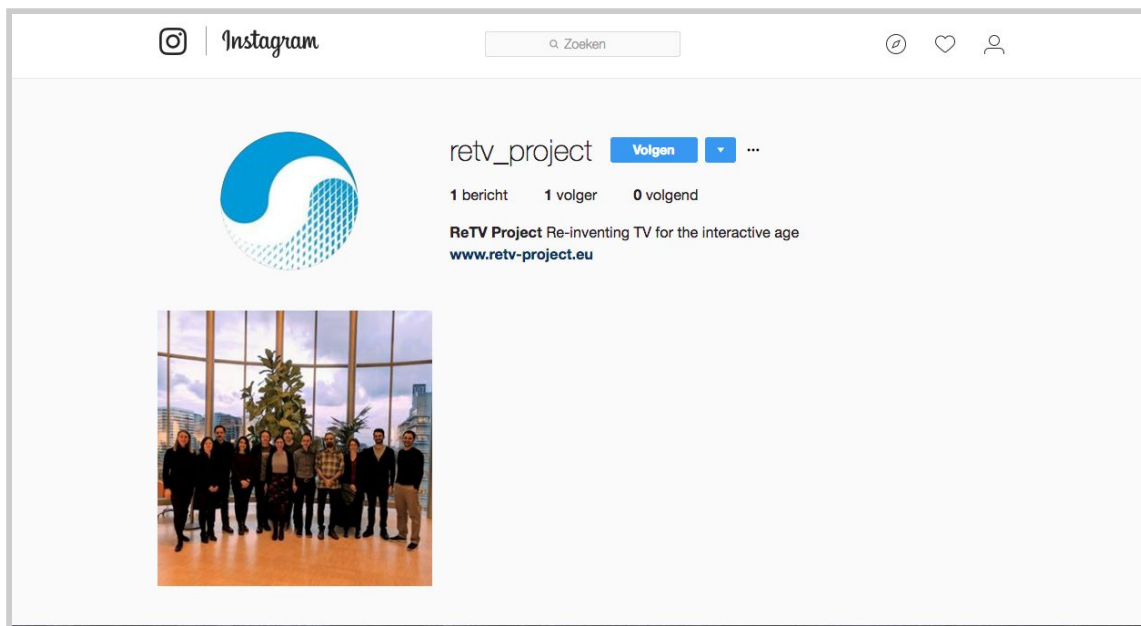 Instagram
Zoeken
retv_project Volgen ...
1 bericht 1 volger 0 volgend
ReTV Project Re-inventing TV for the interactive age
www.retv-project.eu